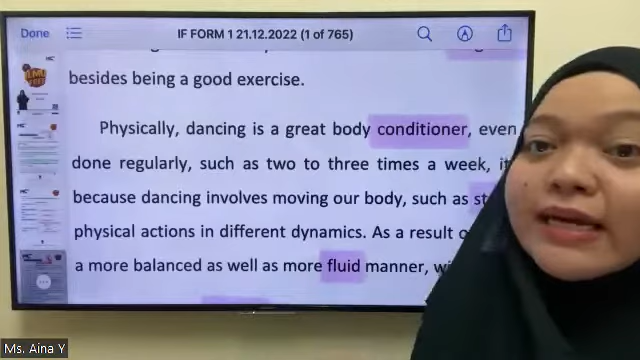 Done
IF FORM 1 21.12.2022 (1 of 765)
besides being a good exercise.
Physically, dancing is a great body conditioner, even
done regularly, such as two to three times a week, it
because dancing involves moving our body, such as st
physical actions in different dynamics. As a result o
a more balanced as well as more fluid manner, wi
Ms. Aina Y